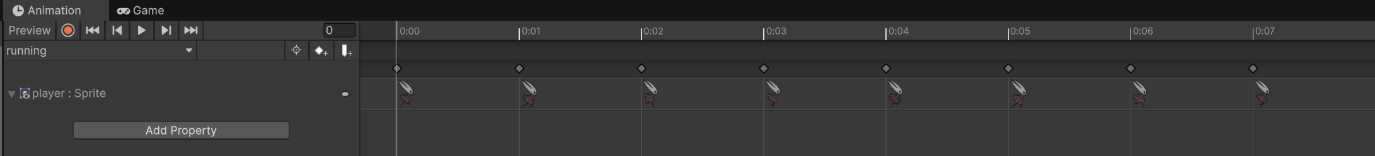 Animation Game
Preview 0 0:00 0:01 0:02 0:03 0:04 0:05 0:06 0:07
running
player : Sprite
Add Property